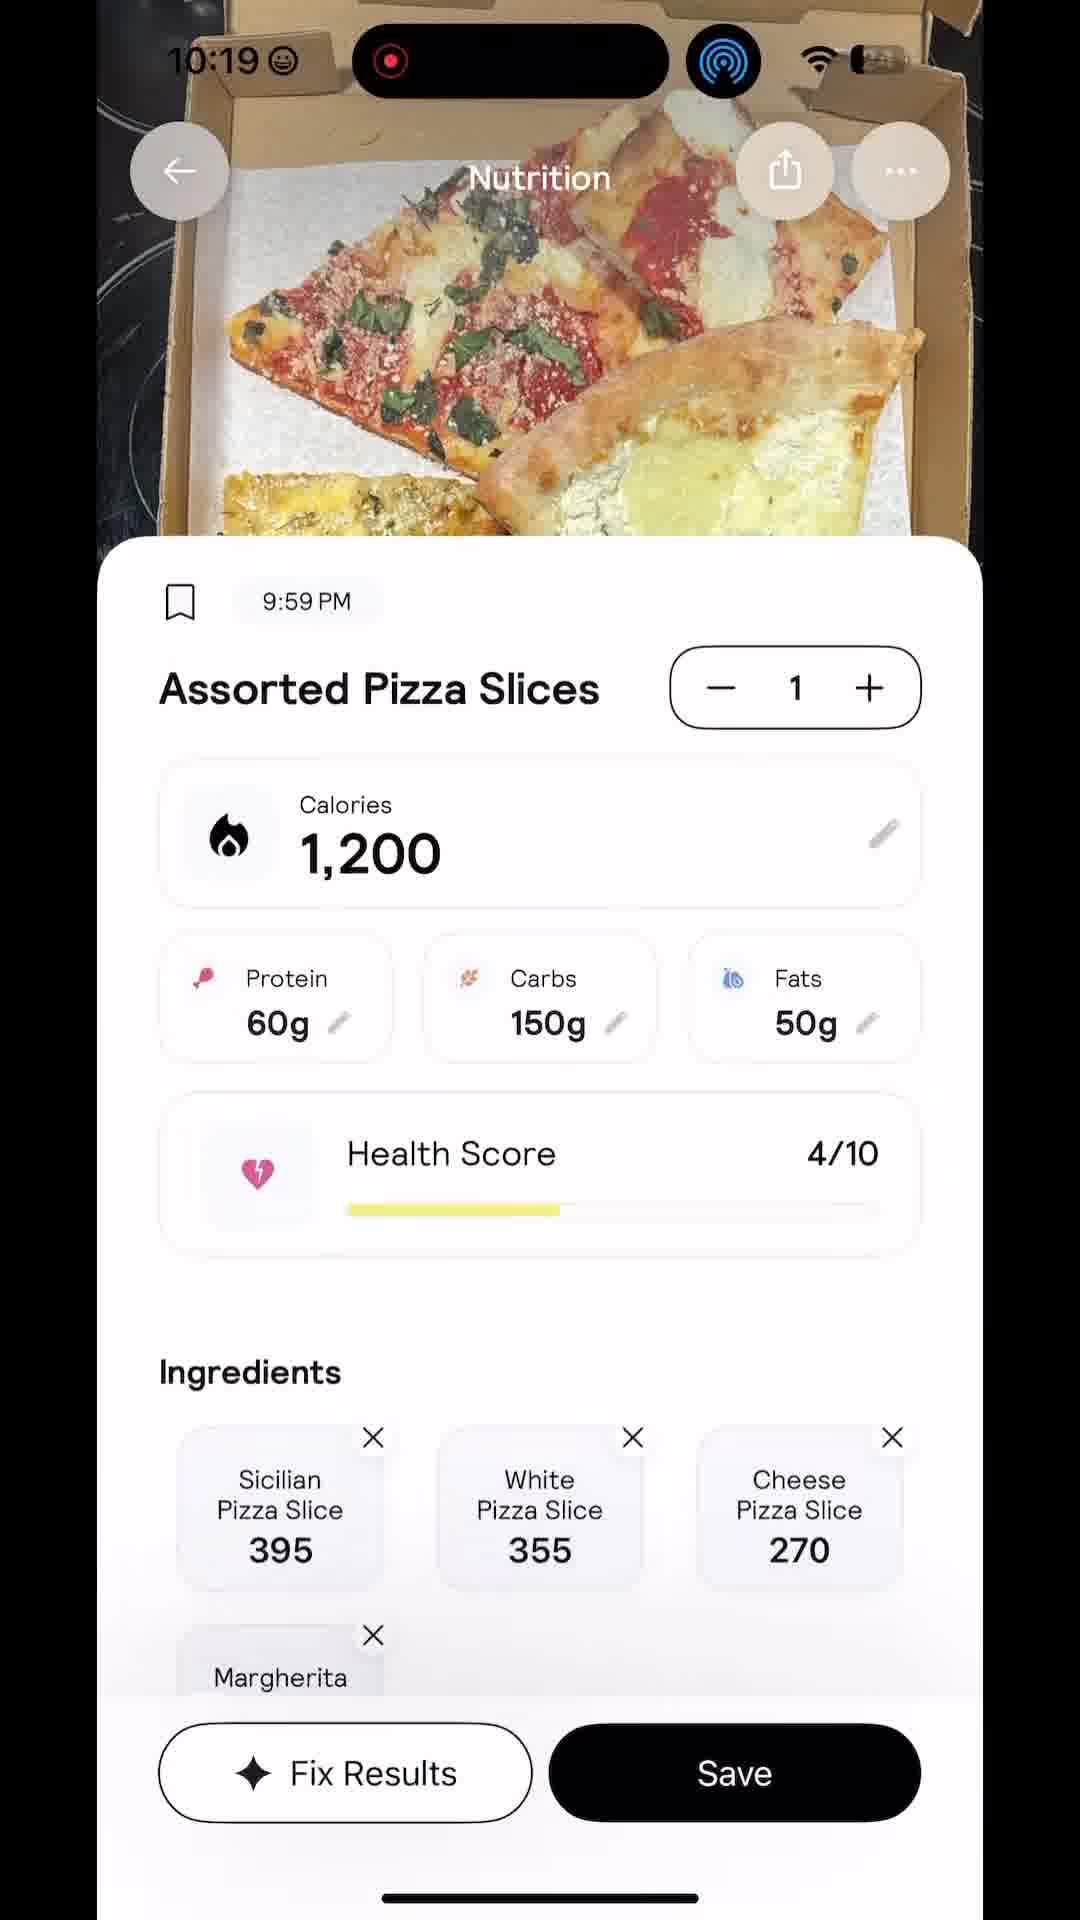 10:19
Nutrition
9:59 PM
Assorted Pizza Slices
1
Calories
1,200
Protein
60g
Carbs
150g
Fats
50g
Health Score
4/10
Ingredients
Sicilian
Pizza Slice
395
White
Pizza Slice
355
Cheese
Pizza Slice
270
Margherita
Fix Results
Save